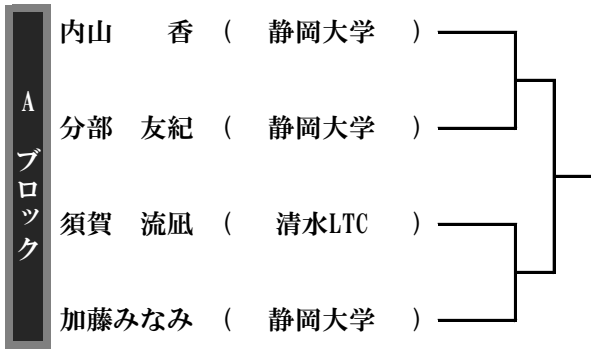 A ブロック
内山 香 ( 静岡大学 )
分部 友紀 ( 静岡大学 )
須賀 流凪 ( 清水LTC )
加藤みなみ ( 静岡大学 )